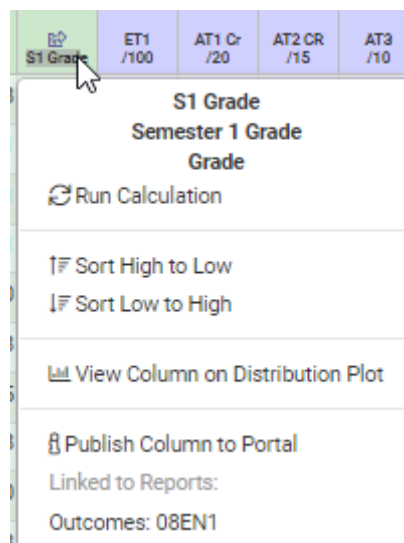 S1 Grade
ET1
/100
AT1 Cr
/20
AT2 CR
/15
AT3
/10
S1 Grade
Semester 1 Grade
Grade
Run Calculation
Sort High to Low
Sort Low to High
View Column on Distribution Plot
Publish Column to Portal
Linked to Reports:
Outcomes: 08EN1